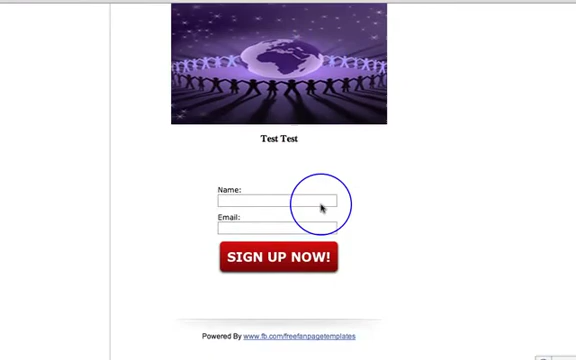 Test Test
Name:
Email:
SIGN UP NOW!
Powered By www.fb.com/freefanpagetemplates